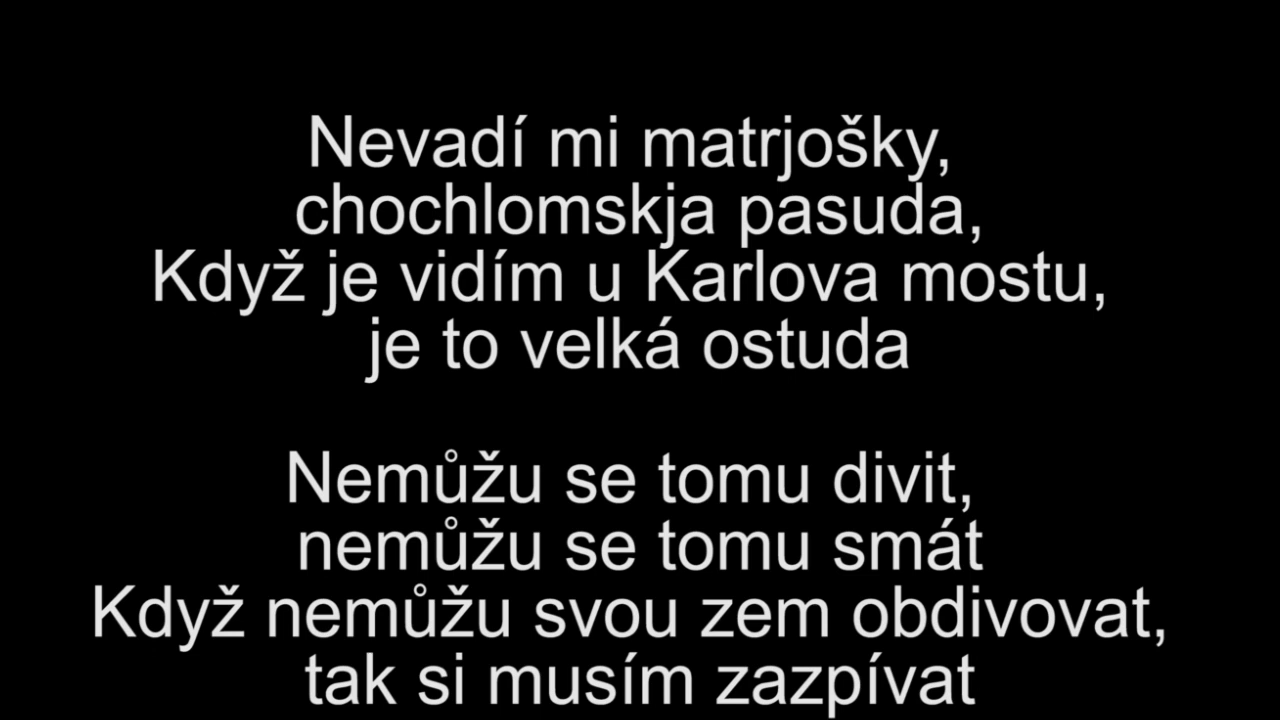 Nevadí mi matrjošky,
chochlomskja pasuda,
Když je vidím u Karlova mostu,
je to velká ostuda
Nemůžu se tomu divit,
nemůžu se tomu smát
Když nemůžu svou zem obdivovat,
tak si musím zazpívat